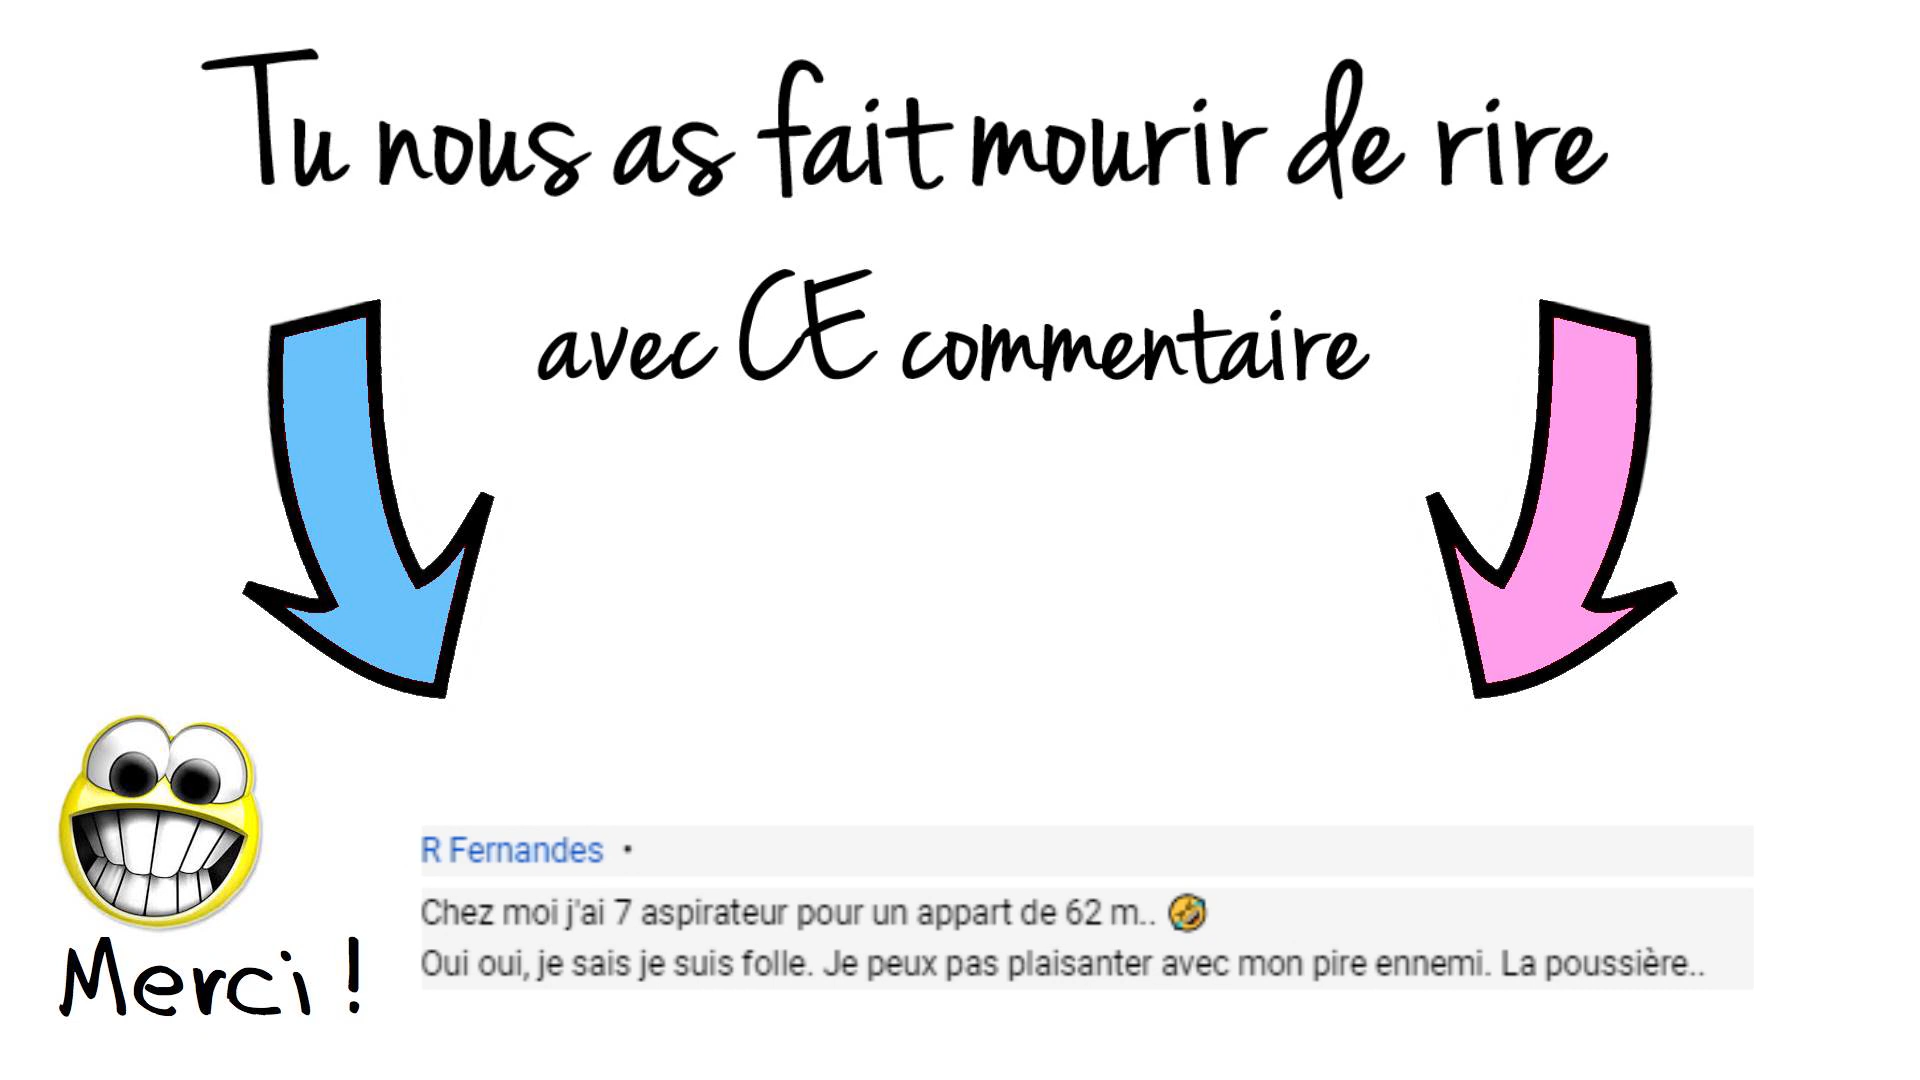 Tu nous as fait mourir de rire
avec CE commentaire
R Fernandes •
Chez moi j'ai 7 aspirateur pour un appart de 62 m.. 🤣
Oui oui, je sais je suis folle. Je peux pas plaisanter avec mon pire ennemi. La poussière..
Merci !